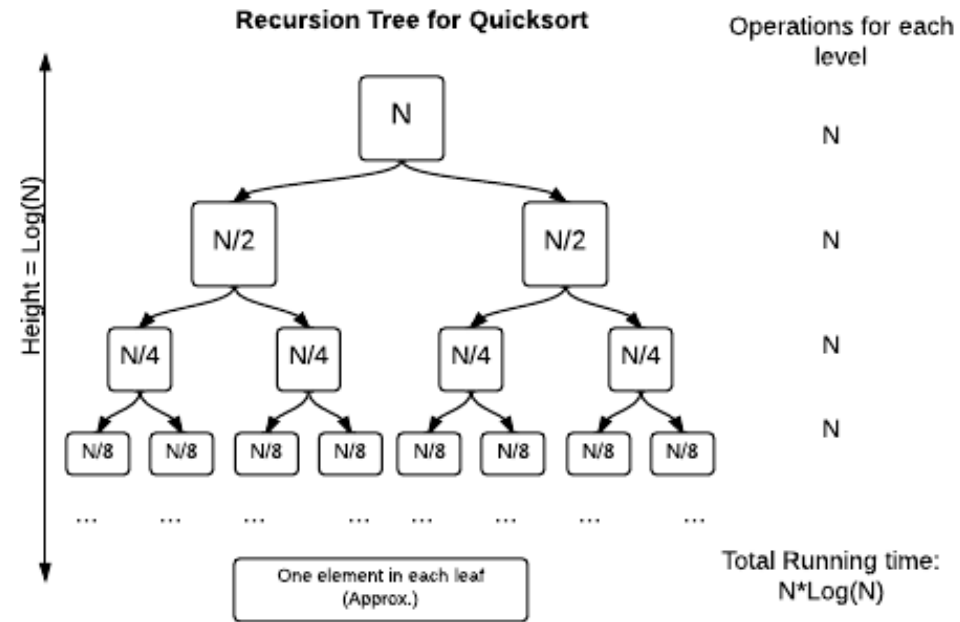 Recursion Tree for Quicksort
Operations for each
level
Height = Log(N)
N
N
N/2
N/2
N
N/4
N/4
N/4
N/4
N
N/8
N/8
N/8
N/8
N/8
N/8
N/8
N/8
N
...
...
...
...
...
...
...
...
One element in each leaf
(Approx.)
Total Running time:
N*Log(N)